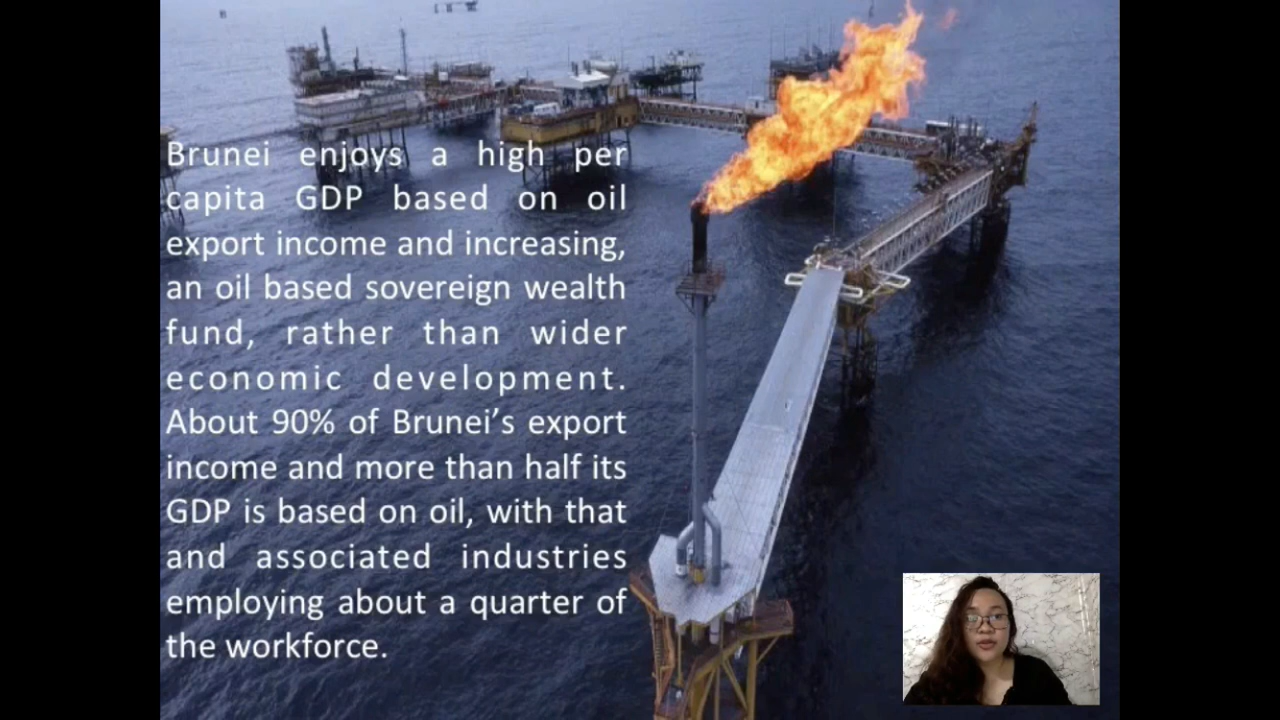 Brunei enjoys a high per
capita GDP based on oil
export income and increasing,
an oil based sovereign wealth
fund, rather than wider
economic development.
About 90% of Brunei's export
income and more than half its
GDP is based on oil, with that
and associated industries
employing about a quarter of
the workforce.